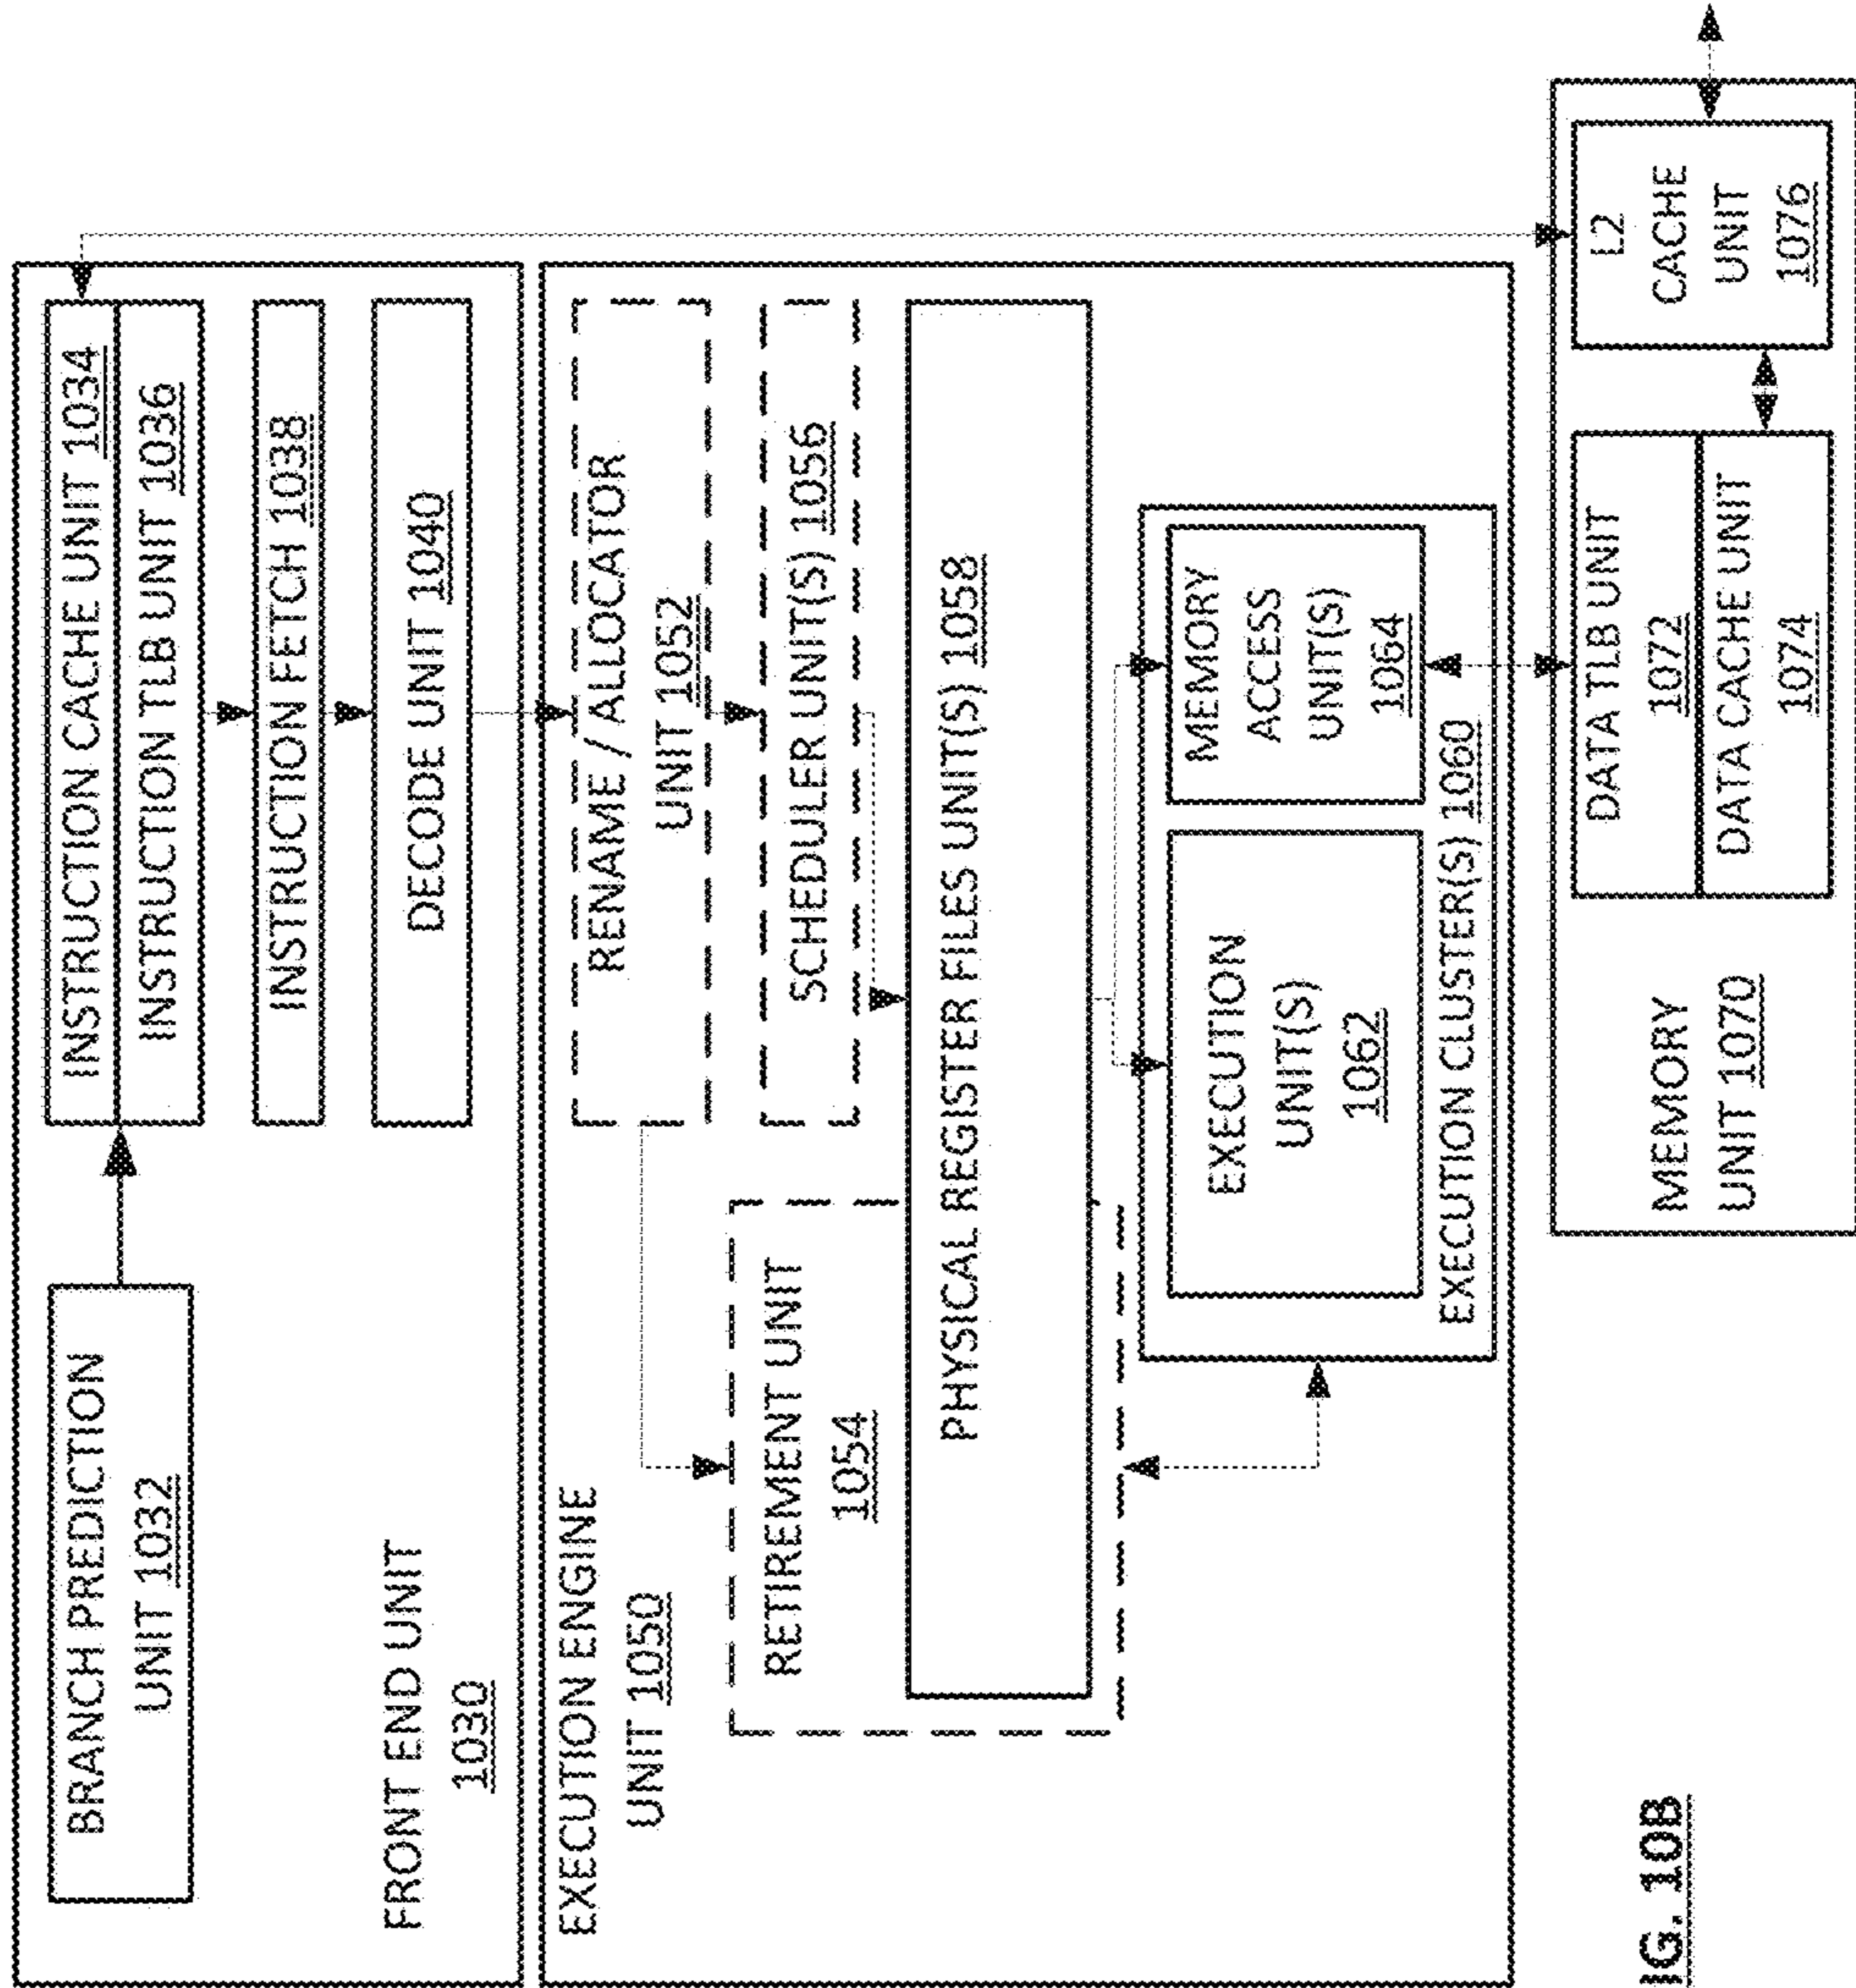 BRANCH PREDICTION
UNIT 1032
INSTRUCTION CACHE UNIT 1034
INSTRUCTION TLB UNIT 1036
INSTRUCTION FETCH 1038
DECODE UNIT 1040
FRONT END UNIT
1030
EXECUTION ENGINE
UNIT 1050
RENAME / ALLOCATOR
UNIT 1052
RETIREMENT UNIT
1054
SCHEDULER UNIT(S) 1056
PHYSICAL REGISTER FILES UNIT(S) 1058
EXECUTION
UNIT(S)
1062
MEMORY
ACCESS
UNIT(S)
1064
EXECUTION CLUSTER(S) 1060
MEMORY
UNIT 1070
DATA TLB UNIT
1072
DATA CACHE UNIT
1074
L2
CACHE
UNIT
1076
IG. 10B